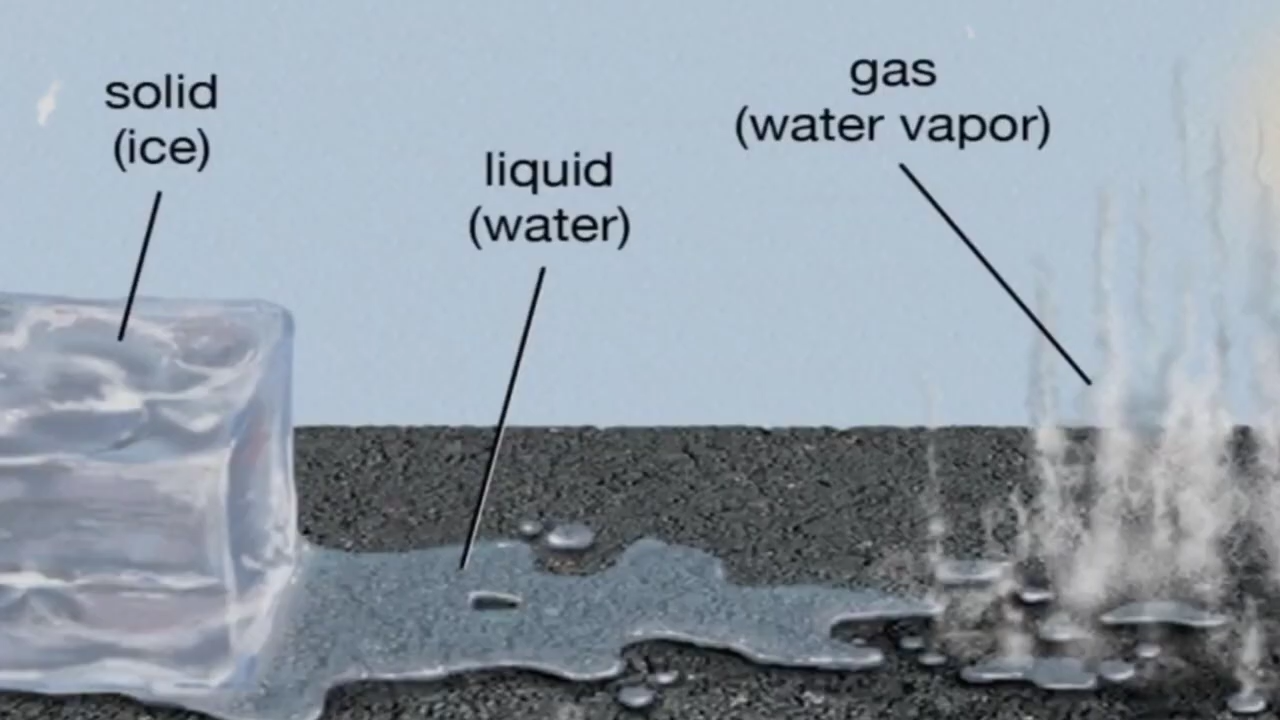 solid
(ice)
liquid
(water)
gas
(water vapor)